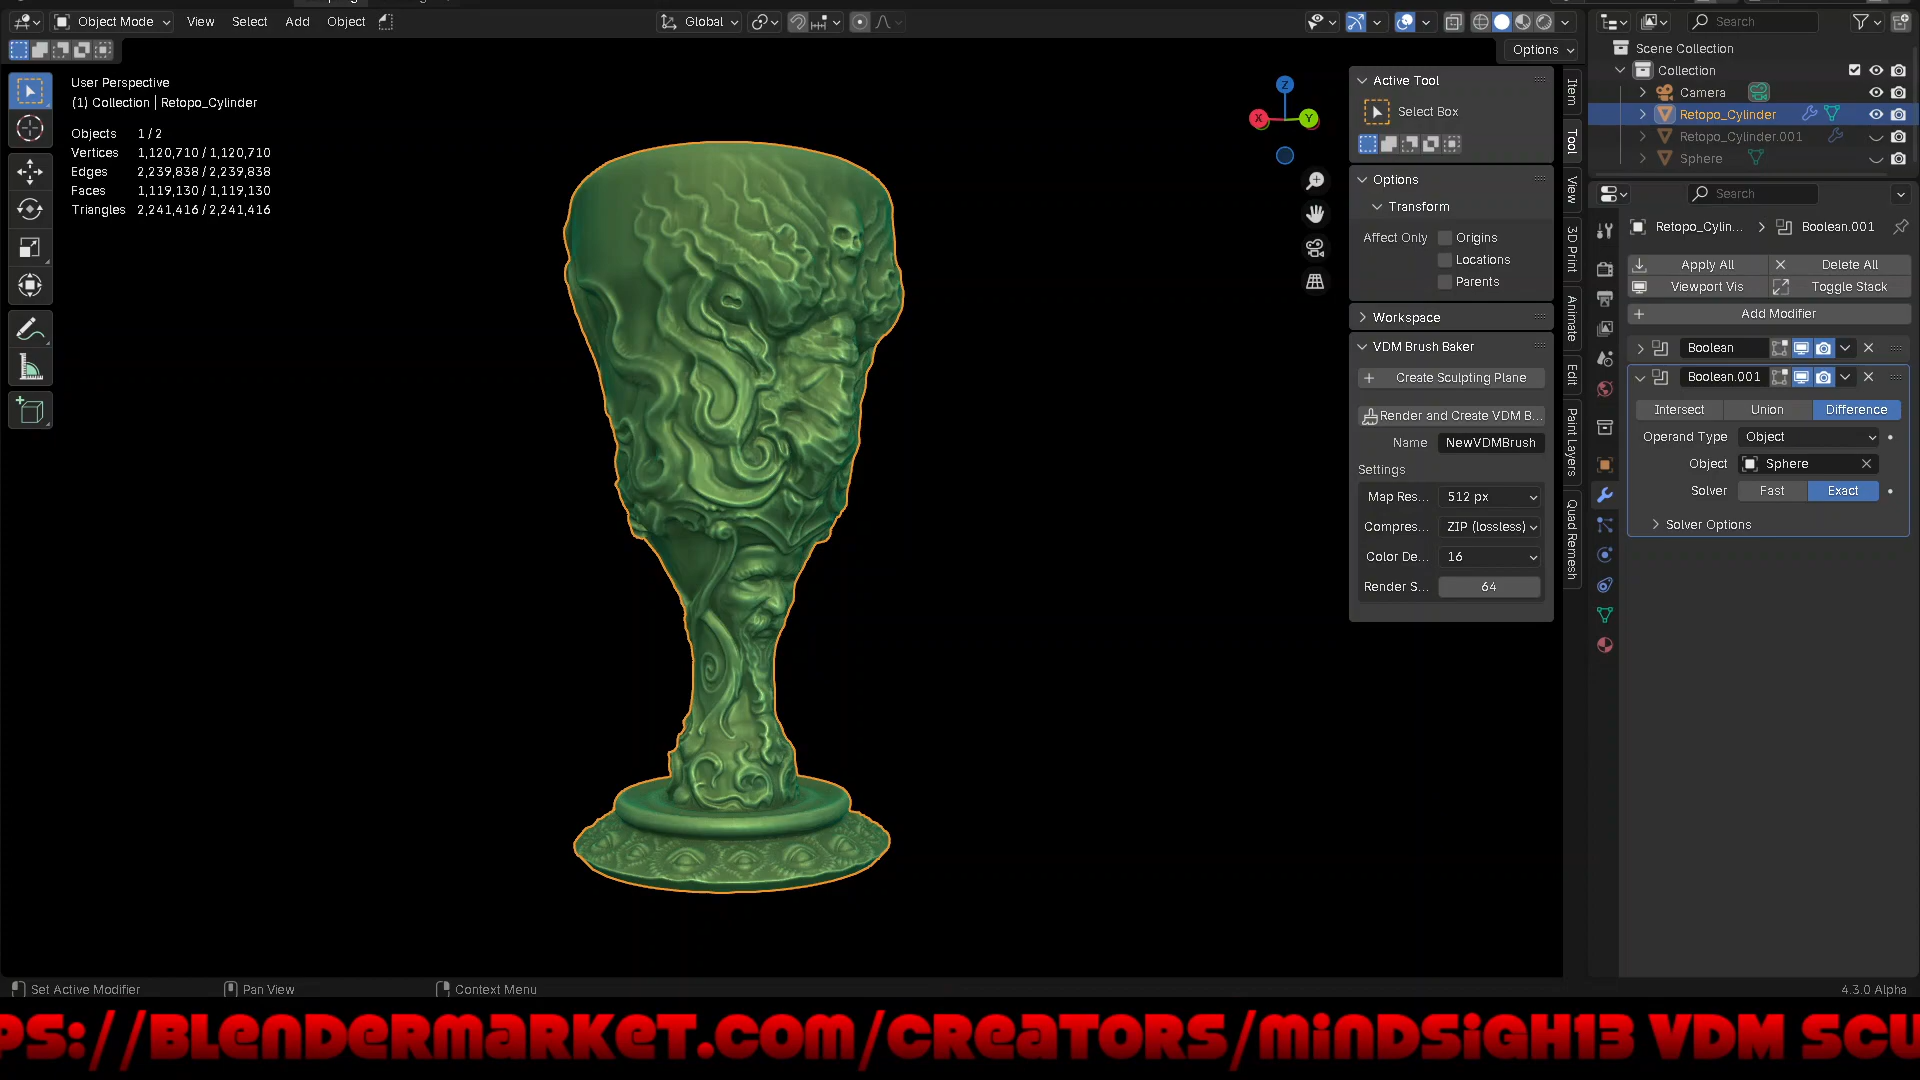 Object Mode View Select Add Object Global Search
Options
User Perspective
(1) Collection | Retopo_Cylinder
Objects 1 / 2
Vertices 1,120,710 / 1,120,710
Edges 2,239,838 / 2,239,838
Faces 1,119,130 / 1,119,130
Triangles 2,241,416 / 2,241,416
Z
X
Y
Active Tool
Select Box
Options
Transform
Affect Only Origins
Locations
Parents
Workspace
VDM Brush Baker
Create Sculpting Plane
Render and Create VDM B...
Name NewVDMBrush
Settings
Map Res... 512 px
Compres... ZIP (lossless)
Color De... 16
Render S... 64
Item
Tool
View
3D Print
Animate
Edit
Paint Layers
Quad Remesh
Scene Collection
Collection
Camera
Retopo_Cylinder
Retopo_Cylinder.001
Sphere
Search
Retopo_Cylin... Boolean.001
Apply All Delete All
Viewport Vis Toggle Stack
Add Modifier
Boolean
Boolean.001
Intersect Union Difference
Operand Type Object
Object Sphere
Solver Fast Exact
Solver Options
Set Active Modifier Pan View Context Menu 4.3.0 Alpha
PS://BLENDERMARKET.COM/CREATORS/MINDSIGH13 VDM SCU